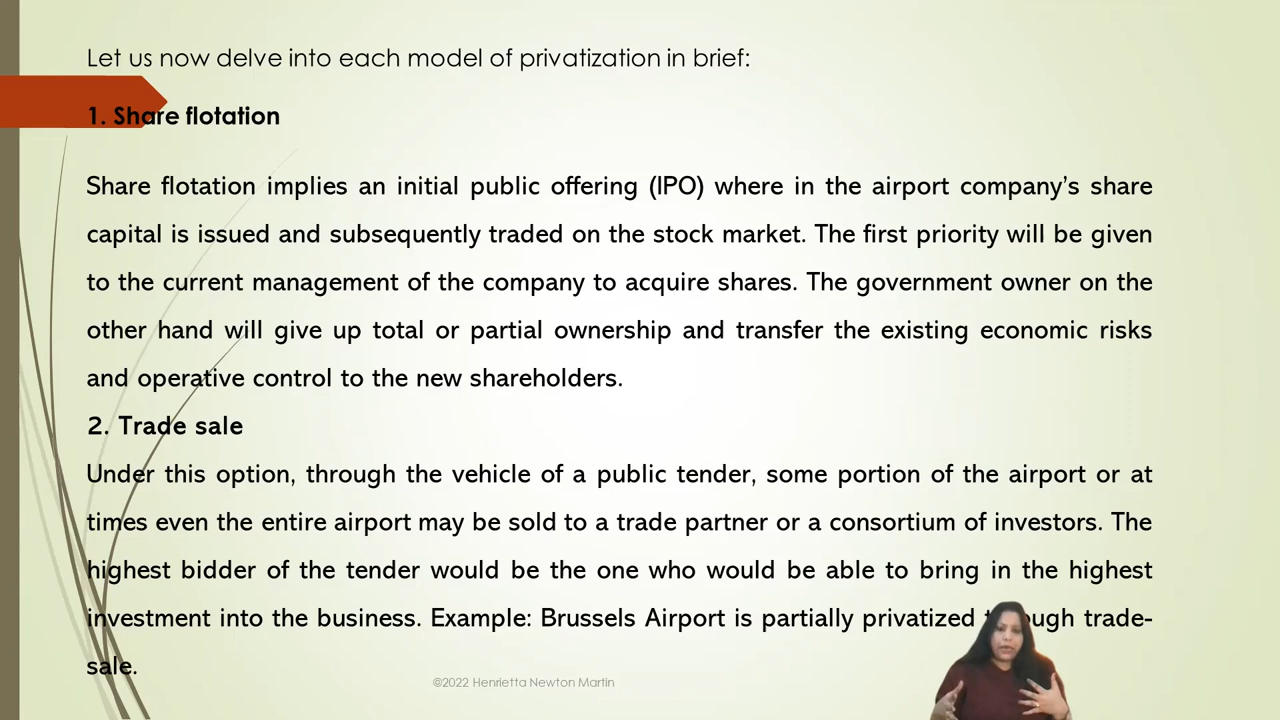 Let us now delve into each model of privatization in brief:
1. Share flotation
Share flotation implies an initial public offering (IPO) where in the airport company's share
capital is issued and subsequently traded on the stock market. The first priority will be given
to the current management of the company to acquire shares. The government owner on the
other hand will give up total or partial ownership and transfer the existing economic risks
and operative control to the new shareholders.
2. Trade sale
Under this option, through the vehicle of a public tender, some portion of the airport or at
times even the entire airport may be sold to a trade partner or a consortium of investors. The
highest bidder of the tender would be the one who would be able to bring in the highest
investment into the business. Example: Brussels Airport is partially privatized through trade-
sale.
©2022 Henrietta Newton Martin